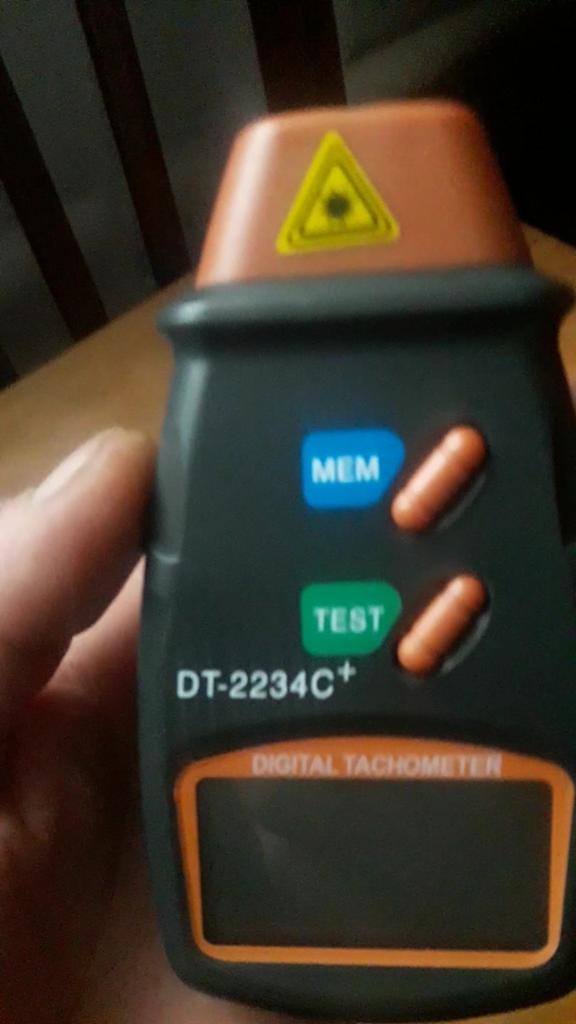 MEM
TEST
DT-2234C+
DIGITAL TACHOMETER